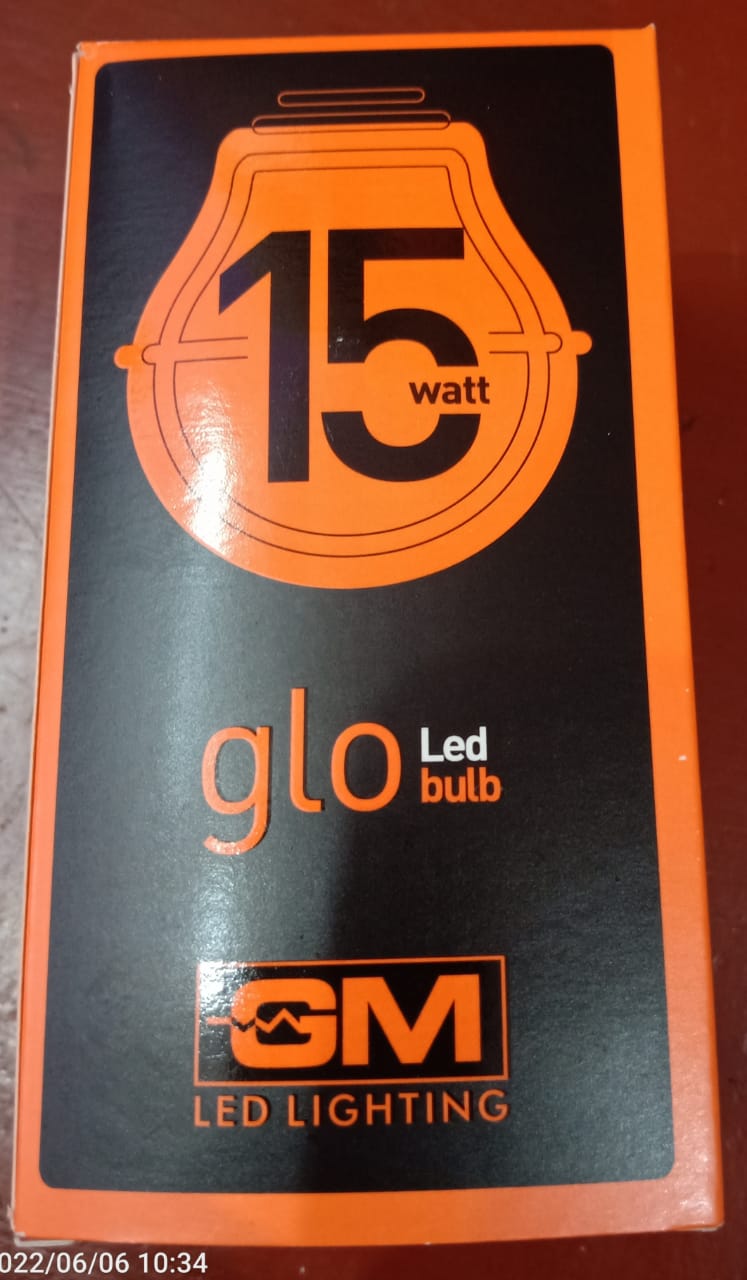 15
watt
glo
Led
bulb
GM
LED LIGHTING
022/06/06 10:34